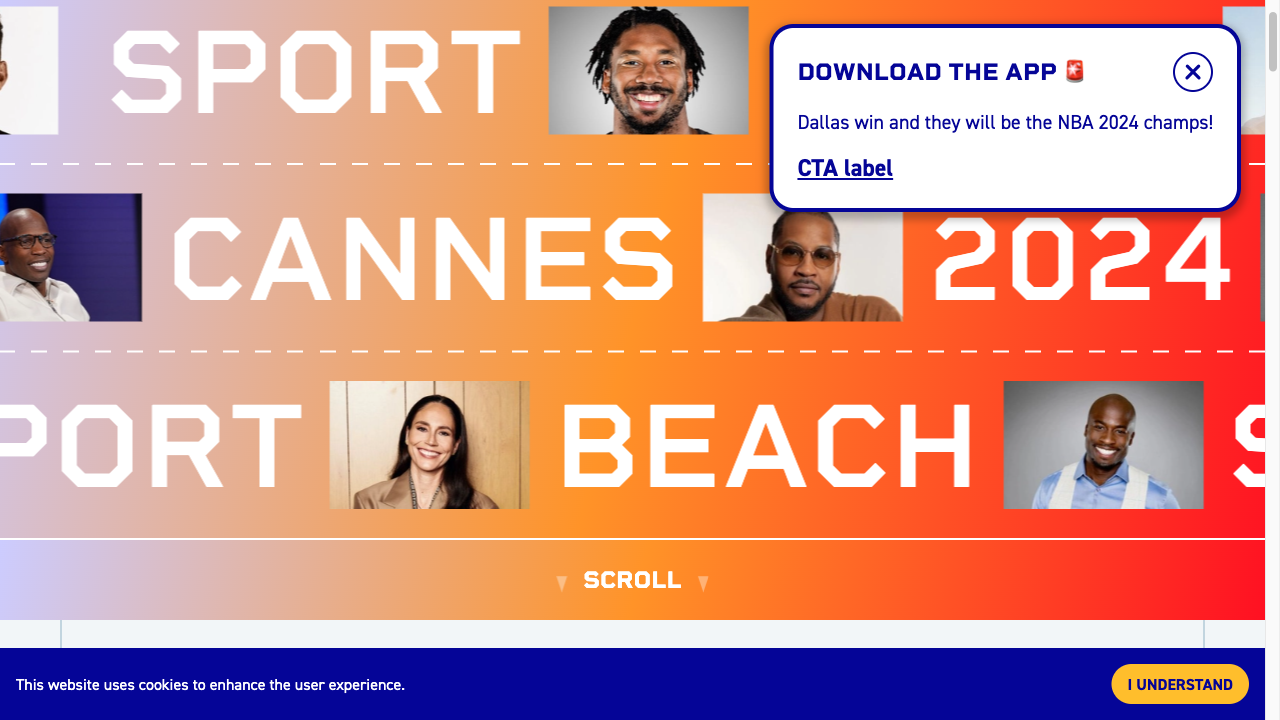 SPORT
DOWNLOAD THE APP 🚨
Dallas win and they will be the NBA 2024 champs!
CTA label
CANNES 2024
PORT BEACH S
SCROLL
This website uses cookies to enhance the user experience.
I UNDERSTAND